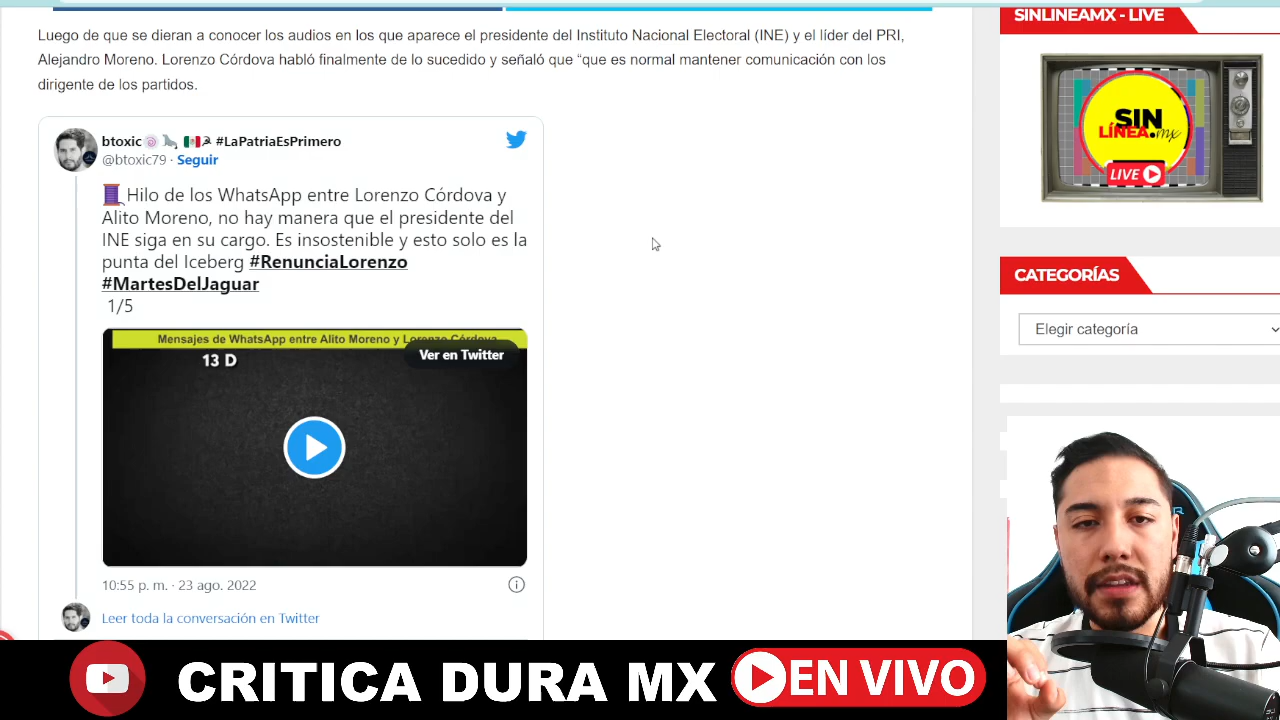 SINLINEAMX - LIVE
Luego de que se dieran a conocer los audios en los que aparece el presidente del Instituto Nacional Electoral (INE) y el líder del PRI,
Alejandro Moreno. Lorenzo Córdova habló finalmente de lo sucedido y señaló que “que es normal mantener comunicación con los
dirigente de los partidos.
SIN
LÍNEA.mx
LIVE
btoxic #LaPatriaEsPrimero
@btoxic79 · Seguir
Hilo de los WhatsApp entre Lorenzo Córdova y
Alito Moreno, no hay manera que el presidente del
INE siga en su cargo. Es insostenible y esto solo es la
punta del Iceberg #RenunciaLorenzo
#MartesDelJaguar
1/5
Mensajes de WhatsApp entre Alito Moreno y Lorenzo Córdova
13 D
Ver en Twitter
10:55 p. m. · 23 ago. 2022
Leer toda la conversación en Twitter
CATEGORÍAS
Elegir categoría
CRITICA DURA MX
EN VIVO